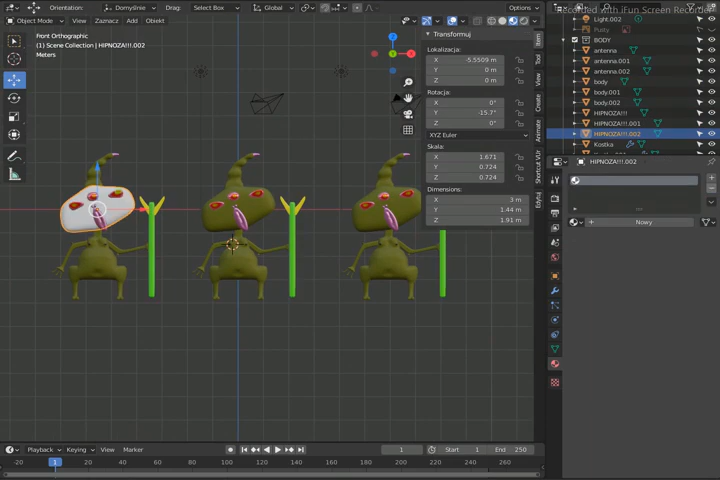 Recorded with iFun Screen Recorder
Orientation: Domyślnie Drag: Select Box Global Options
Object Mode View Zaznacz Add Obiekt
Front Orthographic
(1) Scene Collection | HIPNOZA!!!.002
Meters
Transformuj
Lokalizacja:
X -5.5509 m
Y 0 m
Z 0 m
Rotacja:
X 0°
Y -15.7°
Z 0°
XYZ Euler
Skala:
X 1.671
Y 0.724
Z 0.724
Dimensions:
X 3 m
Y 1.44 m
Z 1.91 m
Item
Tool
View
Create
Animate
Shortcut VUr
Edycja
Light.002
Pusty
BODY
antenna
antenna.001
antenna.002
body
body.001
body.002
HIPNOZA!!!
HIPNOZA!!!.001
HIPNOZA!!!.002
Kostka
HIPNOZA!!!.002
Nowy
Playback Keying View Marker
1 Start 1 End 250
-20 1 20 40 60 80 100 120 140 160 180 200 220 240 260